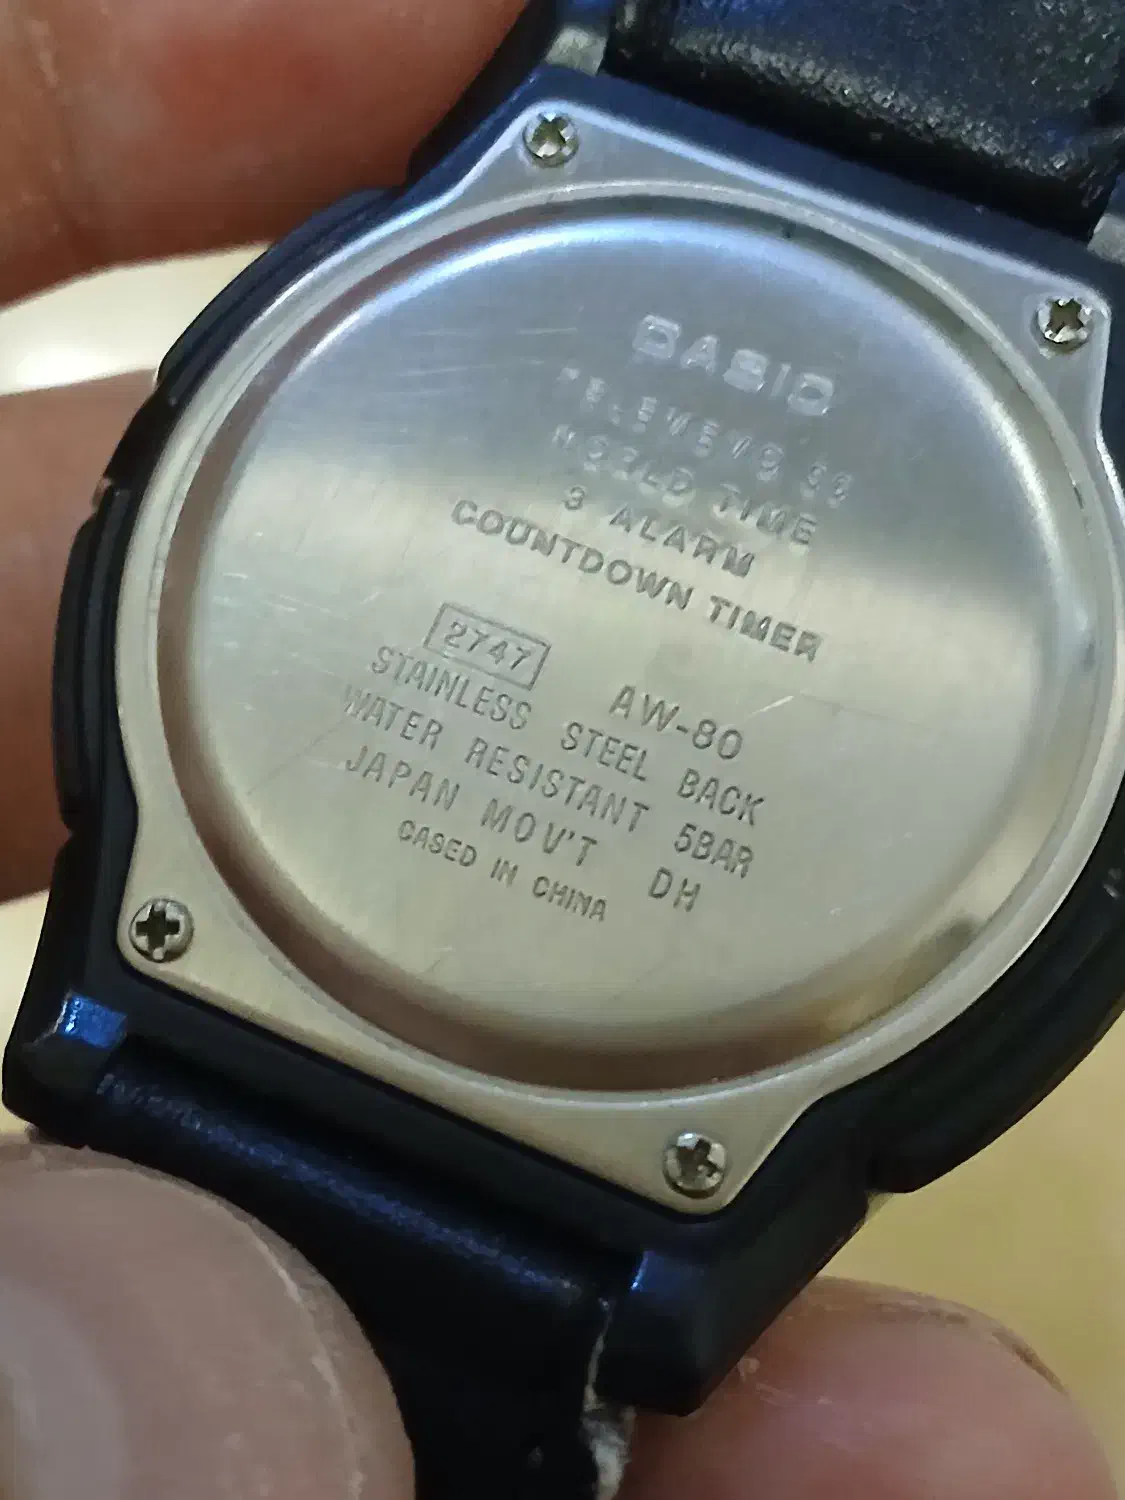 CASIO
WORLD TIME
3 ALARM
COUNTDOWN TIMER
2747 AW-80
STAINLESS STEEL BACK
WATER RESISTANT 5BAR
JAPAN MOV'T DH
CASED IN CHINA